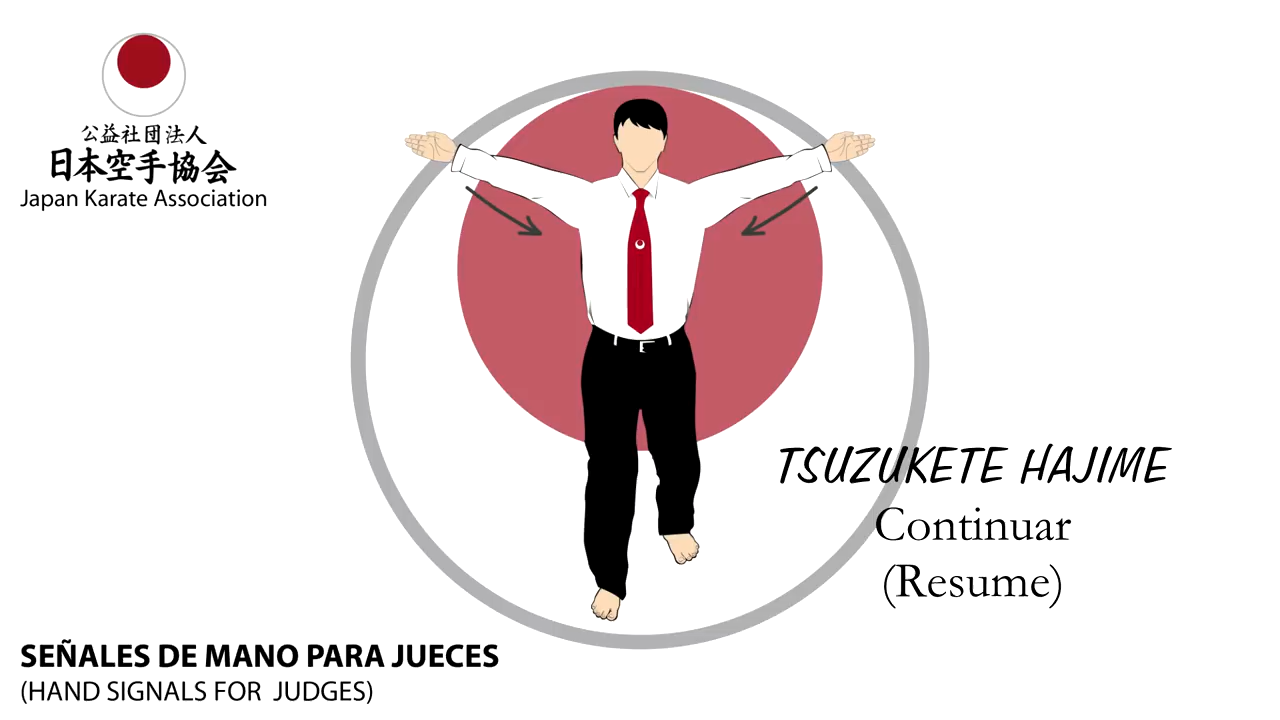 公益社団法人
日本空手協会
Japan Karate Association
TSUZUKETE HAJIME
Continuar
(Resume)
SEÑALES DE MANO PARA JUECES
(HAND SIGNALS FOR JUDGES)